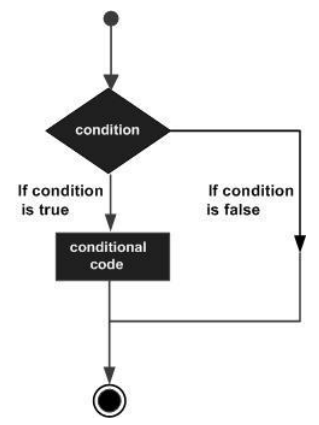 condition
If condition
is true
If condition
is false
conditional
code